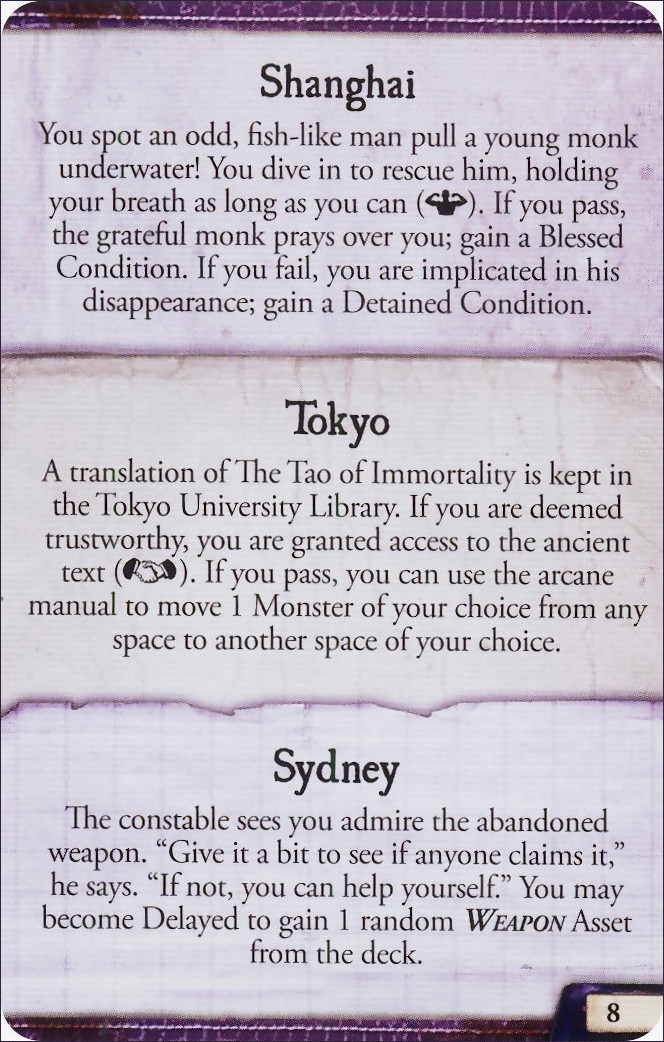 Shanghai
You spot an odd, fish-like man pull a young monk
underwater! You dive in to rescue him, holding
your breath as long as you can (). If you pass,
the grateful monk prays over you; gain a Blessed
Condition. If you fail, you are implicated in his
disappearance; gain a Detained Condition.
Tokyo
A translation of The Tao of Immortality is kept in
the Tokyo University Library. If you are deemed
trustworthy, you are granted access to the ancient
text (). If you pass, you can use the arcane
manual to move 1 Monster of your choice from any
space to another space of your choice.
Sydney
The constable sees you admire the abandoned
weapon. “Give it a bit to see if anyone claims it,”
he says. “If not, you can help yourself.” You may
become Delayed to gain 1 random WEAPON Asset
from the deck.
8